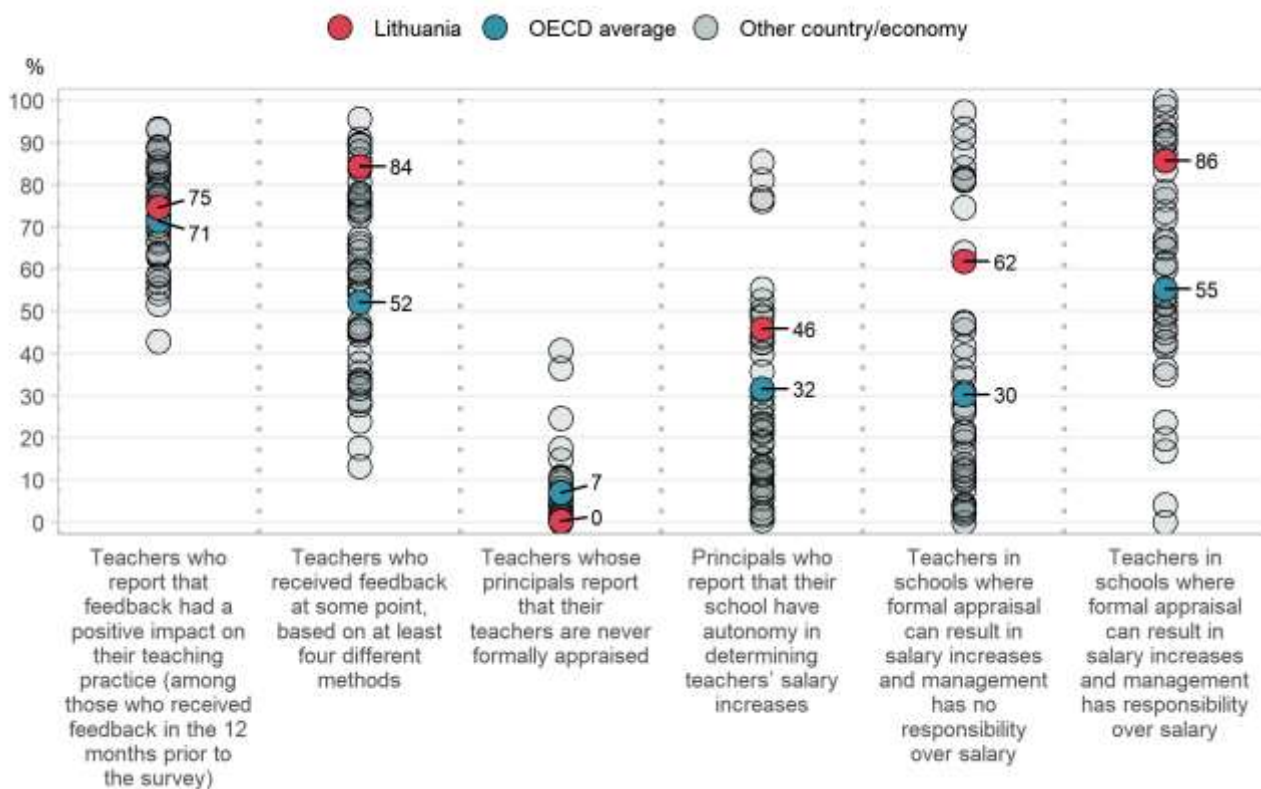 Lithuania OECD average Other country/economy
%
100
90
80
70
60
50
40
30
20
10
0
75
71
84
52
7
0
46
32
62
30
86
55
Teachers who
report that
feedback had a
positive impact on
their teaching
practice (among
those who received
feedback in the 12
months prior to
the survey)
Teachers who
received feedback
at some point,
based on at least
four different
methods
Teachers whose
principals report
that their
teachers are never
formally appraised
Principals who
report that their
school have
autonomy in
determining
teachers' salary
increases
Teachers in
schools where
formal appraisal
can result in
salary increases
and management
has no
responsibility
over salary
Teachers in
schools where
formal appraisal
can result in
salary increases
and management
has responsibility
over salary